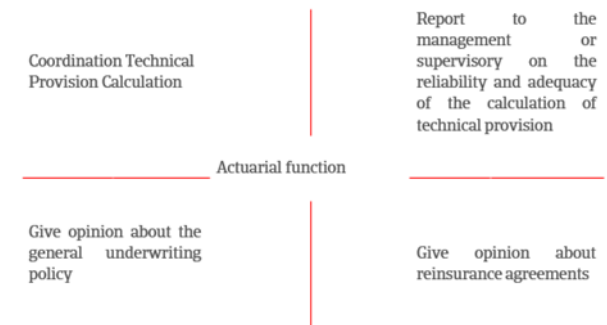 Coordination Technical
Provision Calculation
Report to the
management or
supervisory on the
reliability and adequacy
of the calculation of
technical provision
Actuarial function
Give opinion about the
general underwriting
policy
Give opinion about
reinsurance agreements